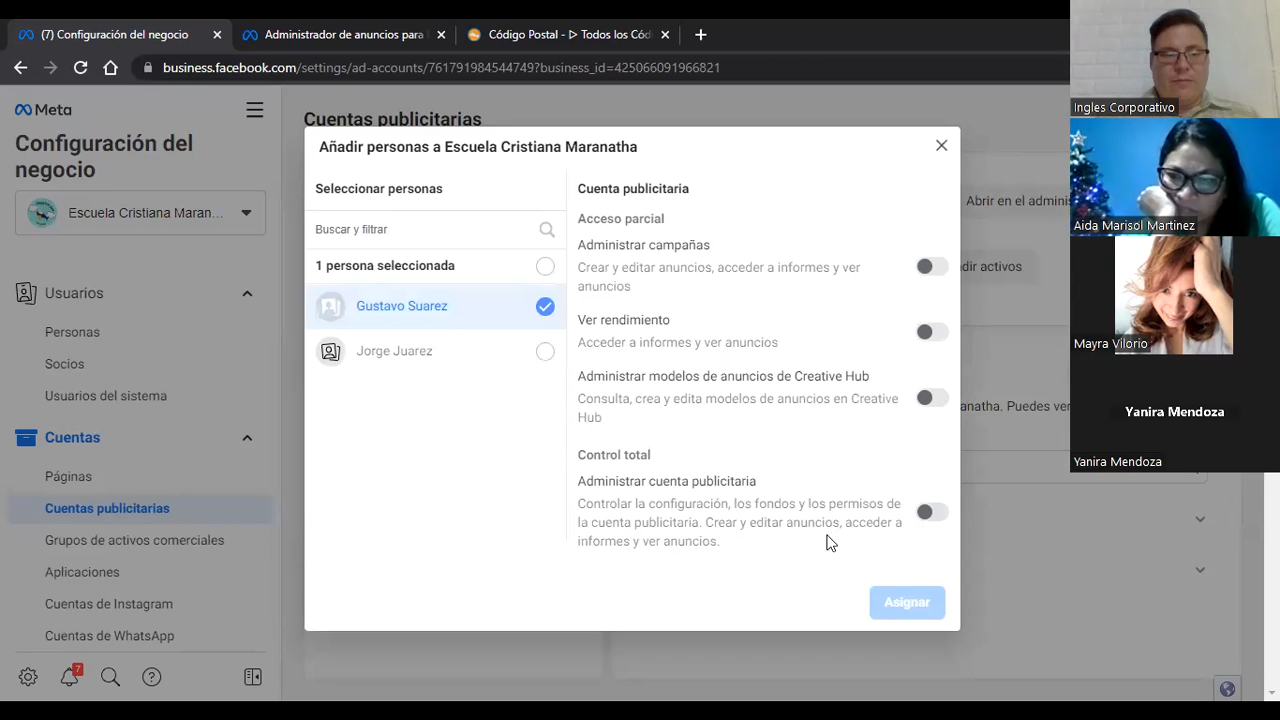 (7) Configuración del negocio
Administrador de anuncios para
Código Postal - ▷ Todos los Cód
business.facebook.com/settings/ad-accounts/761791984544749?business_id=425066091966821
Meta
Configuración del
negocio
Escuela Cristiana Maran...
Usuarios
Personas
Socios
Usuarios del sistema
Cuentas
Páginas
Cuentas publicitarias
Grupos de activos comerciales
Aplicaciones
Cuentas de Instagram
Cuentas de WhatsApp
7
Cuentas publicitarias
Abrir en el adminis
dir activos
anatha. Puedes ver
Añadir personas a Escuela Cristiana Maranatha
Seleccionar personas
Buscar y filtrar
1 persona seleccionada
Gustavo Suarez
Jorge Juarez
Cuenta publicitaria
Acceso parcial
Administrar campañas
Crear y editar anuncios, acceder a informes y ver
anuncios
Ver rendimiento
Acceder a informes y ver anuncios
Administrar modelos de anuncios de Creative Hub
Consulta, crea y edita modelos de anuncios en Creative
Hub
Control total
Administrar cuenta publicitaria
Controlar la configuración, los fondos y los permisos de
la cuenta publicitaria. Crear y editar anuncios, acceder a
informes y ver anuncios.
Asignar
Ingles Corporativo
Aida Marisol Martinez
Mayra Vilorio
Yanira Mendoza
Yanira Mendoza